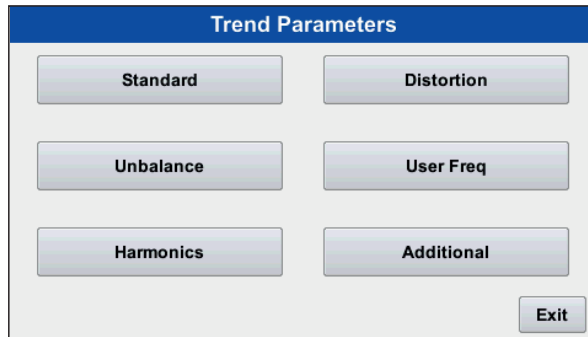 Trend Parameters
Standard Distortion
Unbalance User Freq
Harmonics Additional
Exit